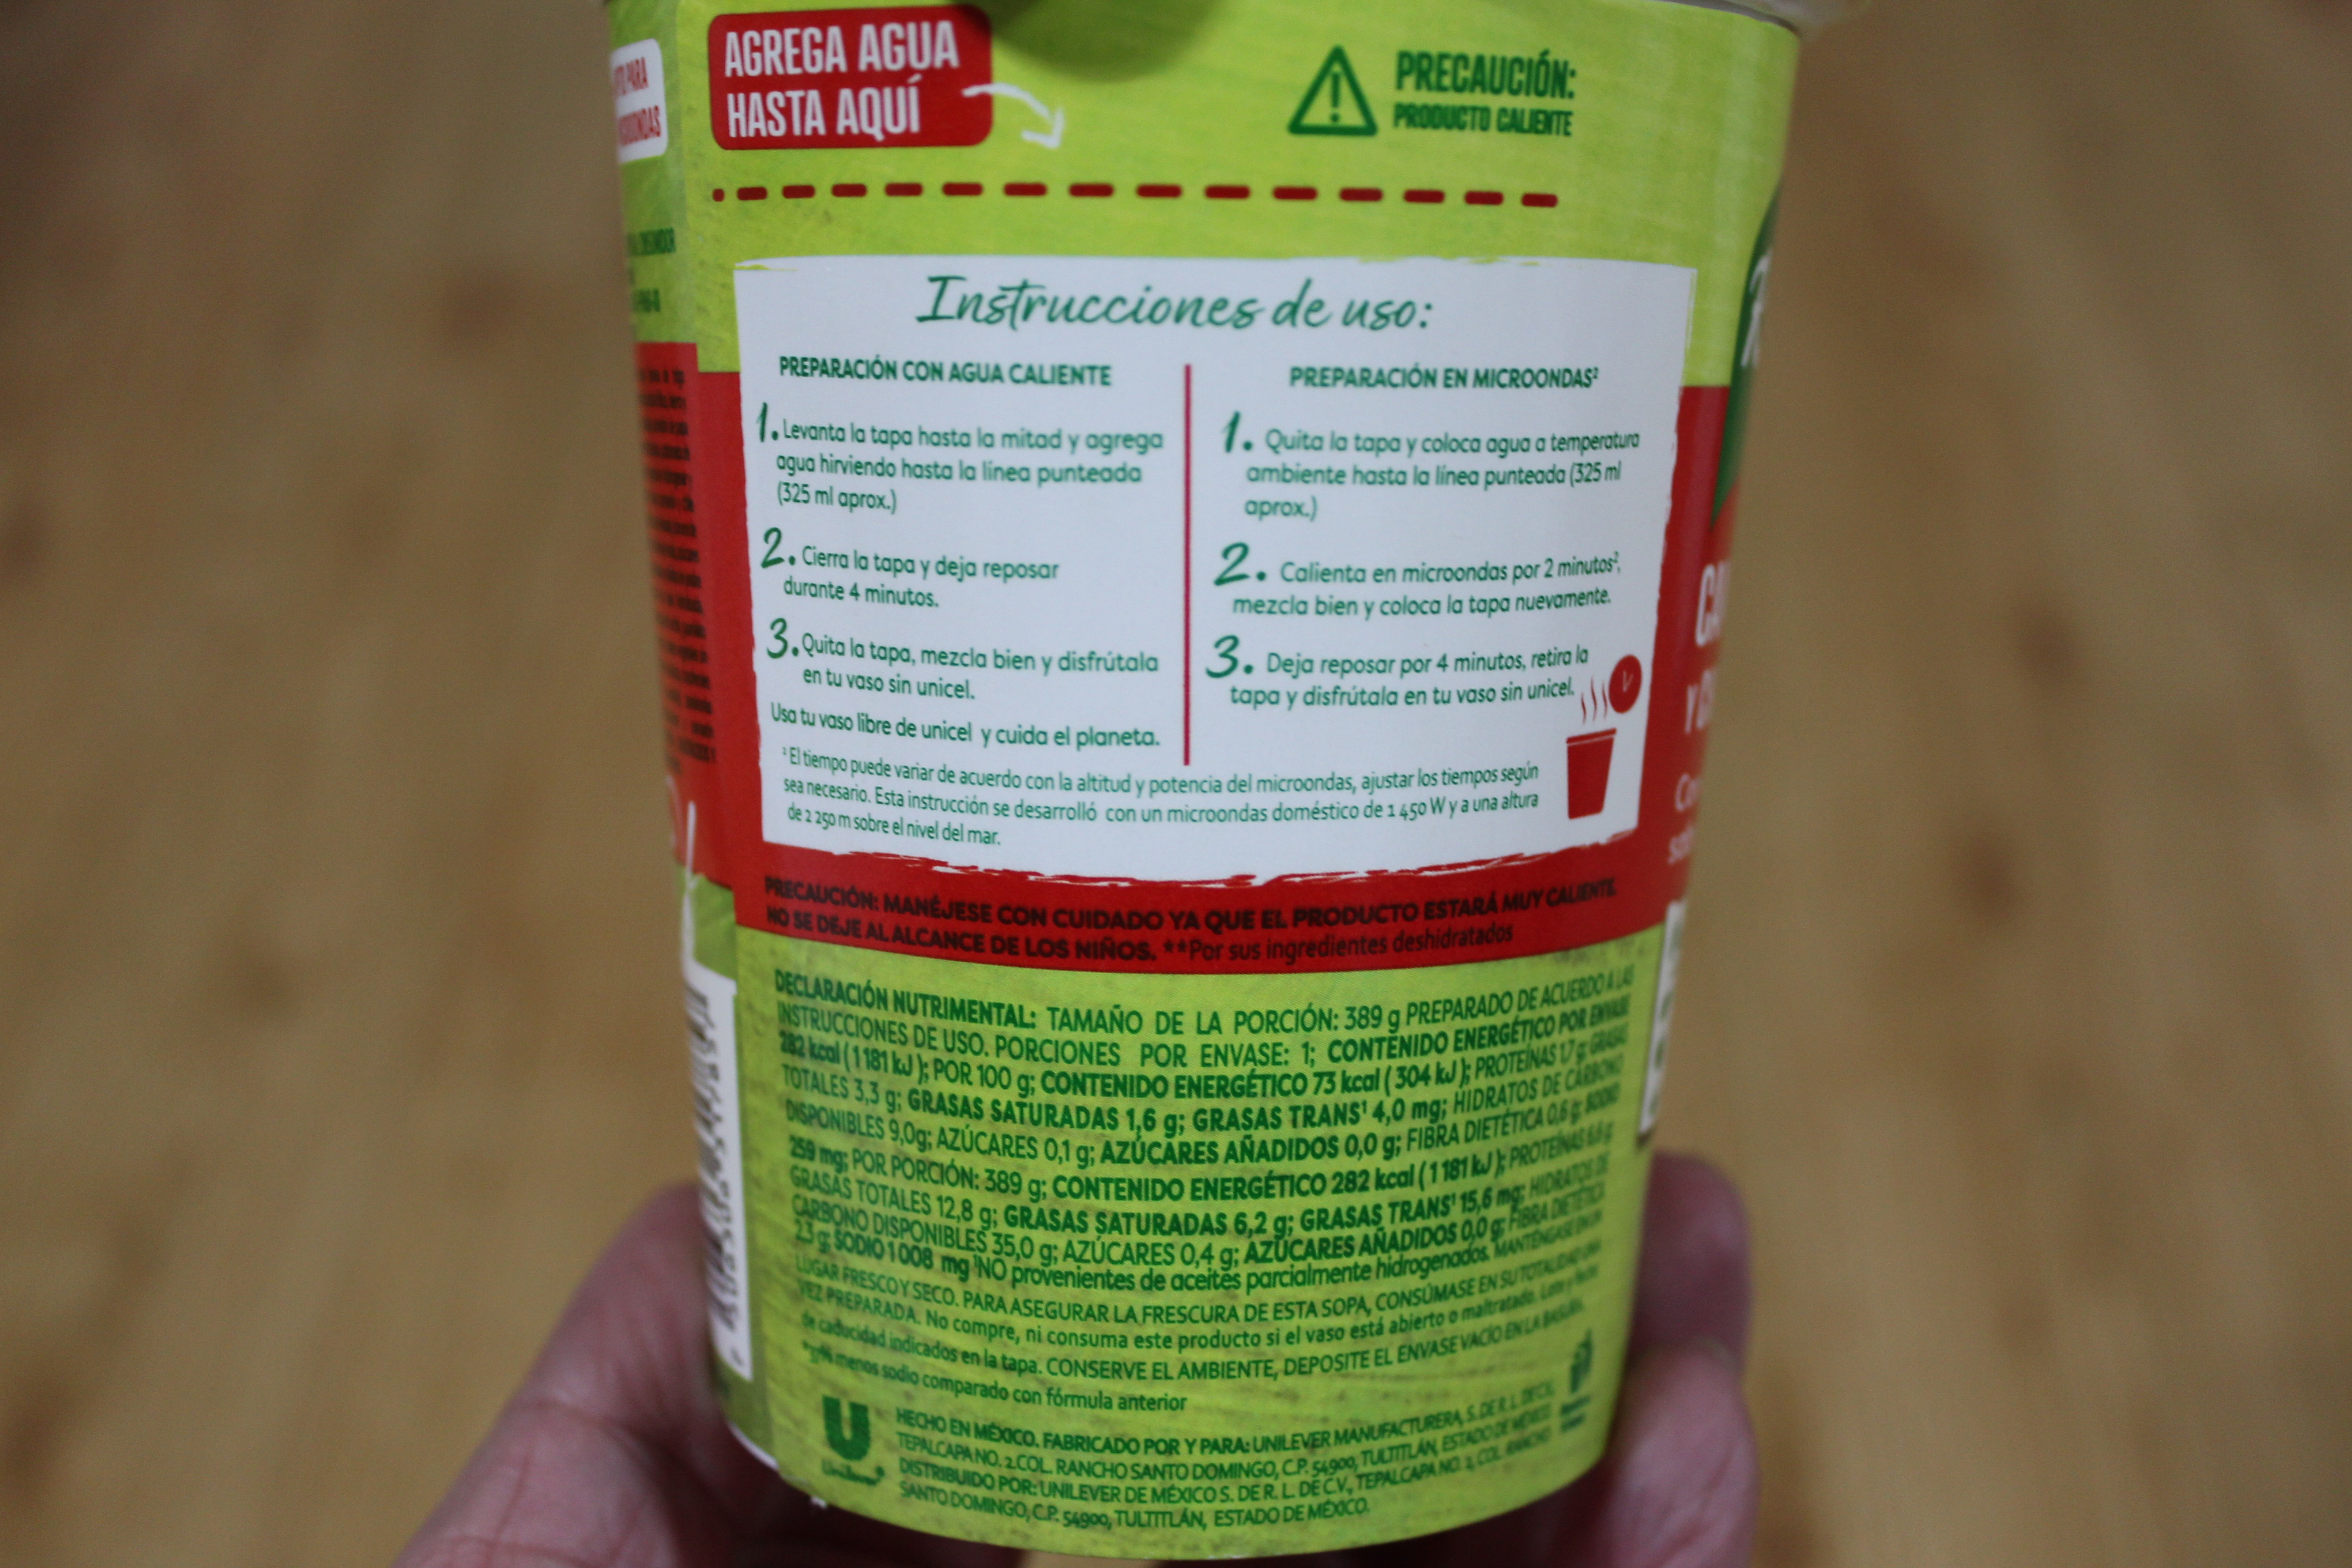 AGREGA AGUA
HASTA AQUÍ
PRECAUCIÓN:
PRODUCTO CALIENTE
Instrucciones de uso:
PREPARACIÓN CON AGUA CALIENTE
1. Levanta la tapa hasta la mitad y agrega
agua hirviendo hasta la línea punteada
(325 ml aprox.)
2. Cierra la tapa y deja reposar
durante 4 minutos.
3. Quita la tapa, mezcla bien y disfrútala
en tu vaso sin unicel.
Usa tu vaso libre de unicel y cuida el planeta.
PREPARACIÓN EN MICROONDAS²
1. Quita la tapa y coloca agua a temperatura
ambiente hasta la línea punteada (325 ml
aprox.)
2. Calienta en microondas por 2 minutos²,
mezcla bien y coloca la tapa nuevamente.
3. Deja reposar por 4 minutos, retira la
tapa y disfrútala en tu vaso sin unicel.
² El tiempo puede variar de acuerdo con la altitud y potencia del microondas, ajustar los tiempos según
sea necesario. Esta instrucción se desarrolló con un microondas doméstico de 1 450 W y a una altura
de 2 250 m sobre el nivel del mar.
PRECAUCIÓN: MANÉJESE CON CUIDADO YA QUE EL PRODUCTO ESTARÁ MUY CALIENTE.
NO SE DEJE AL ALCANCE DE LOS NIÑOS. **Por sus ingredientes deshidratados
DECLARACIÓN NUTRIMENTAL: TAMAÑO DE LA PORCIÓN: 389 g PREPARADO DE ACUERDO A LAS
INSTRUCCIONES DE USO. PORCIONES POR ENVASE: 1; CONTENIDO ENERGÉTICO POR ENVASE
282 kcal (1181 kJ); POR 100 g; CONTENIDO ENERGÉTICO 73 kcal (304 kJ); PROTEÍNAS 1,7 g; GRASAS
TOTALES 3,3 g; GRASAS SATURADAS 1,6 g; GRASAS TRANS¹ 4,0 mg; HIDRATOS DE CARBONO
DISPONIBLES 9,0g; AZÚCARES 0,1 g; AZÚCARES AÑADIDOS 0,0 g; FIBRA DIETÉTICA 0,6 g; SODIO
259 mg; POR PORCIÓN: 389 g; CONTENIDO ENERGÉTICO 282 kcal (1181 kJ); PROTEÍNAS 6,6 g
GRASAS TOTALES 12,8 g; GRASAS SATURADAS 6,2 g; GRASAS TRANS¹ 15,6 mg; HIDRATOS DE
CARBONO DISPONIBLES 35,0 g; AZÚCARES 0,4 g; AZÚCARES AÑADIDOS 0,0 g; FIBRA DIETÉTICA
2,3 g; SODIO 1008 mg ¹NO provenientes de aceites parcialmente hidrogenados. MANTÉNGASE EN UN
LUGAR FRESCO Y SECO. PARA ASEGURAR LA FRESCURA DE ESTA SOPA, CONSÚMASE EN SU TOTALIDAD UNA
VEZ PREPARADA. No compre, ni consuma este producto si el vaso está abierto o maltratado. Lote y fecha
de caducidad indicados en la tapa. CONSERVE EL AMBIENTE, DEPOSITE EL ENVASE VACÍO EN LA BASURA.
menos sodio comparado con fórmula anterior
Unilever
HECHO EN MÉXICO. FABRICADO POR Y PARA: UNILEVER MANUFACTURERA, S. DE R. L. DE C.V.,
TEPALCAPA NO. 2, COL. RANCHO SANTO DOMINGO, C.P. 54900, TULTITLÁN, ESTADO DE MÉXICO
DISTRIBUIDO POR: UNILEVER DE MÉXICO S. DE R. L. DE C.V., TEPALCAPA NO. 2, COL. RANCHO
SANTO DOMINGO, C.P. 54900, TULTITLÁN, ESTADO DE MÉXICO.